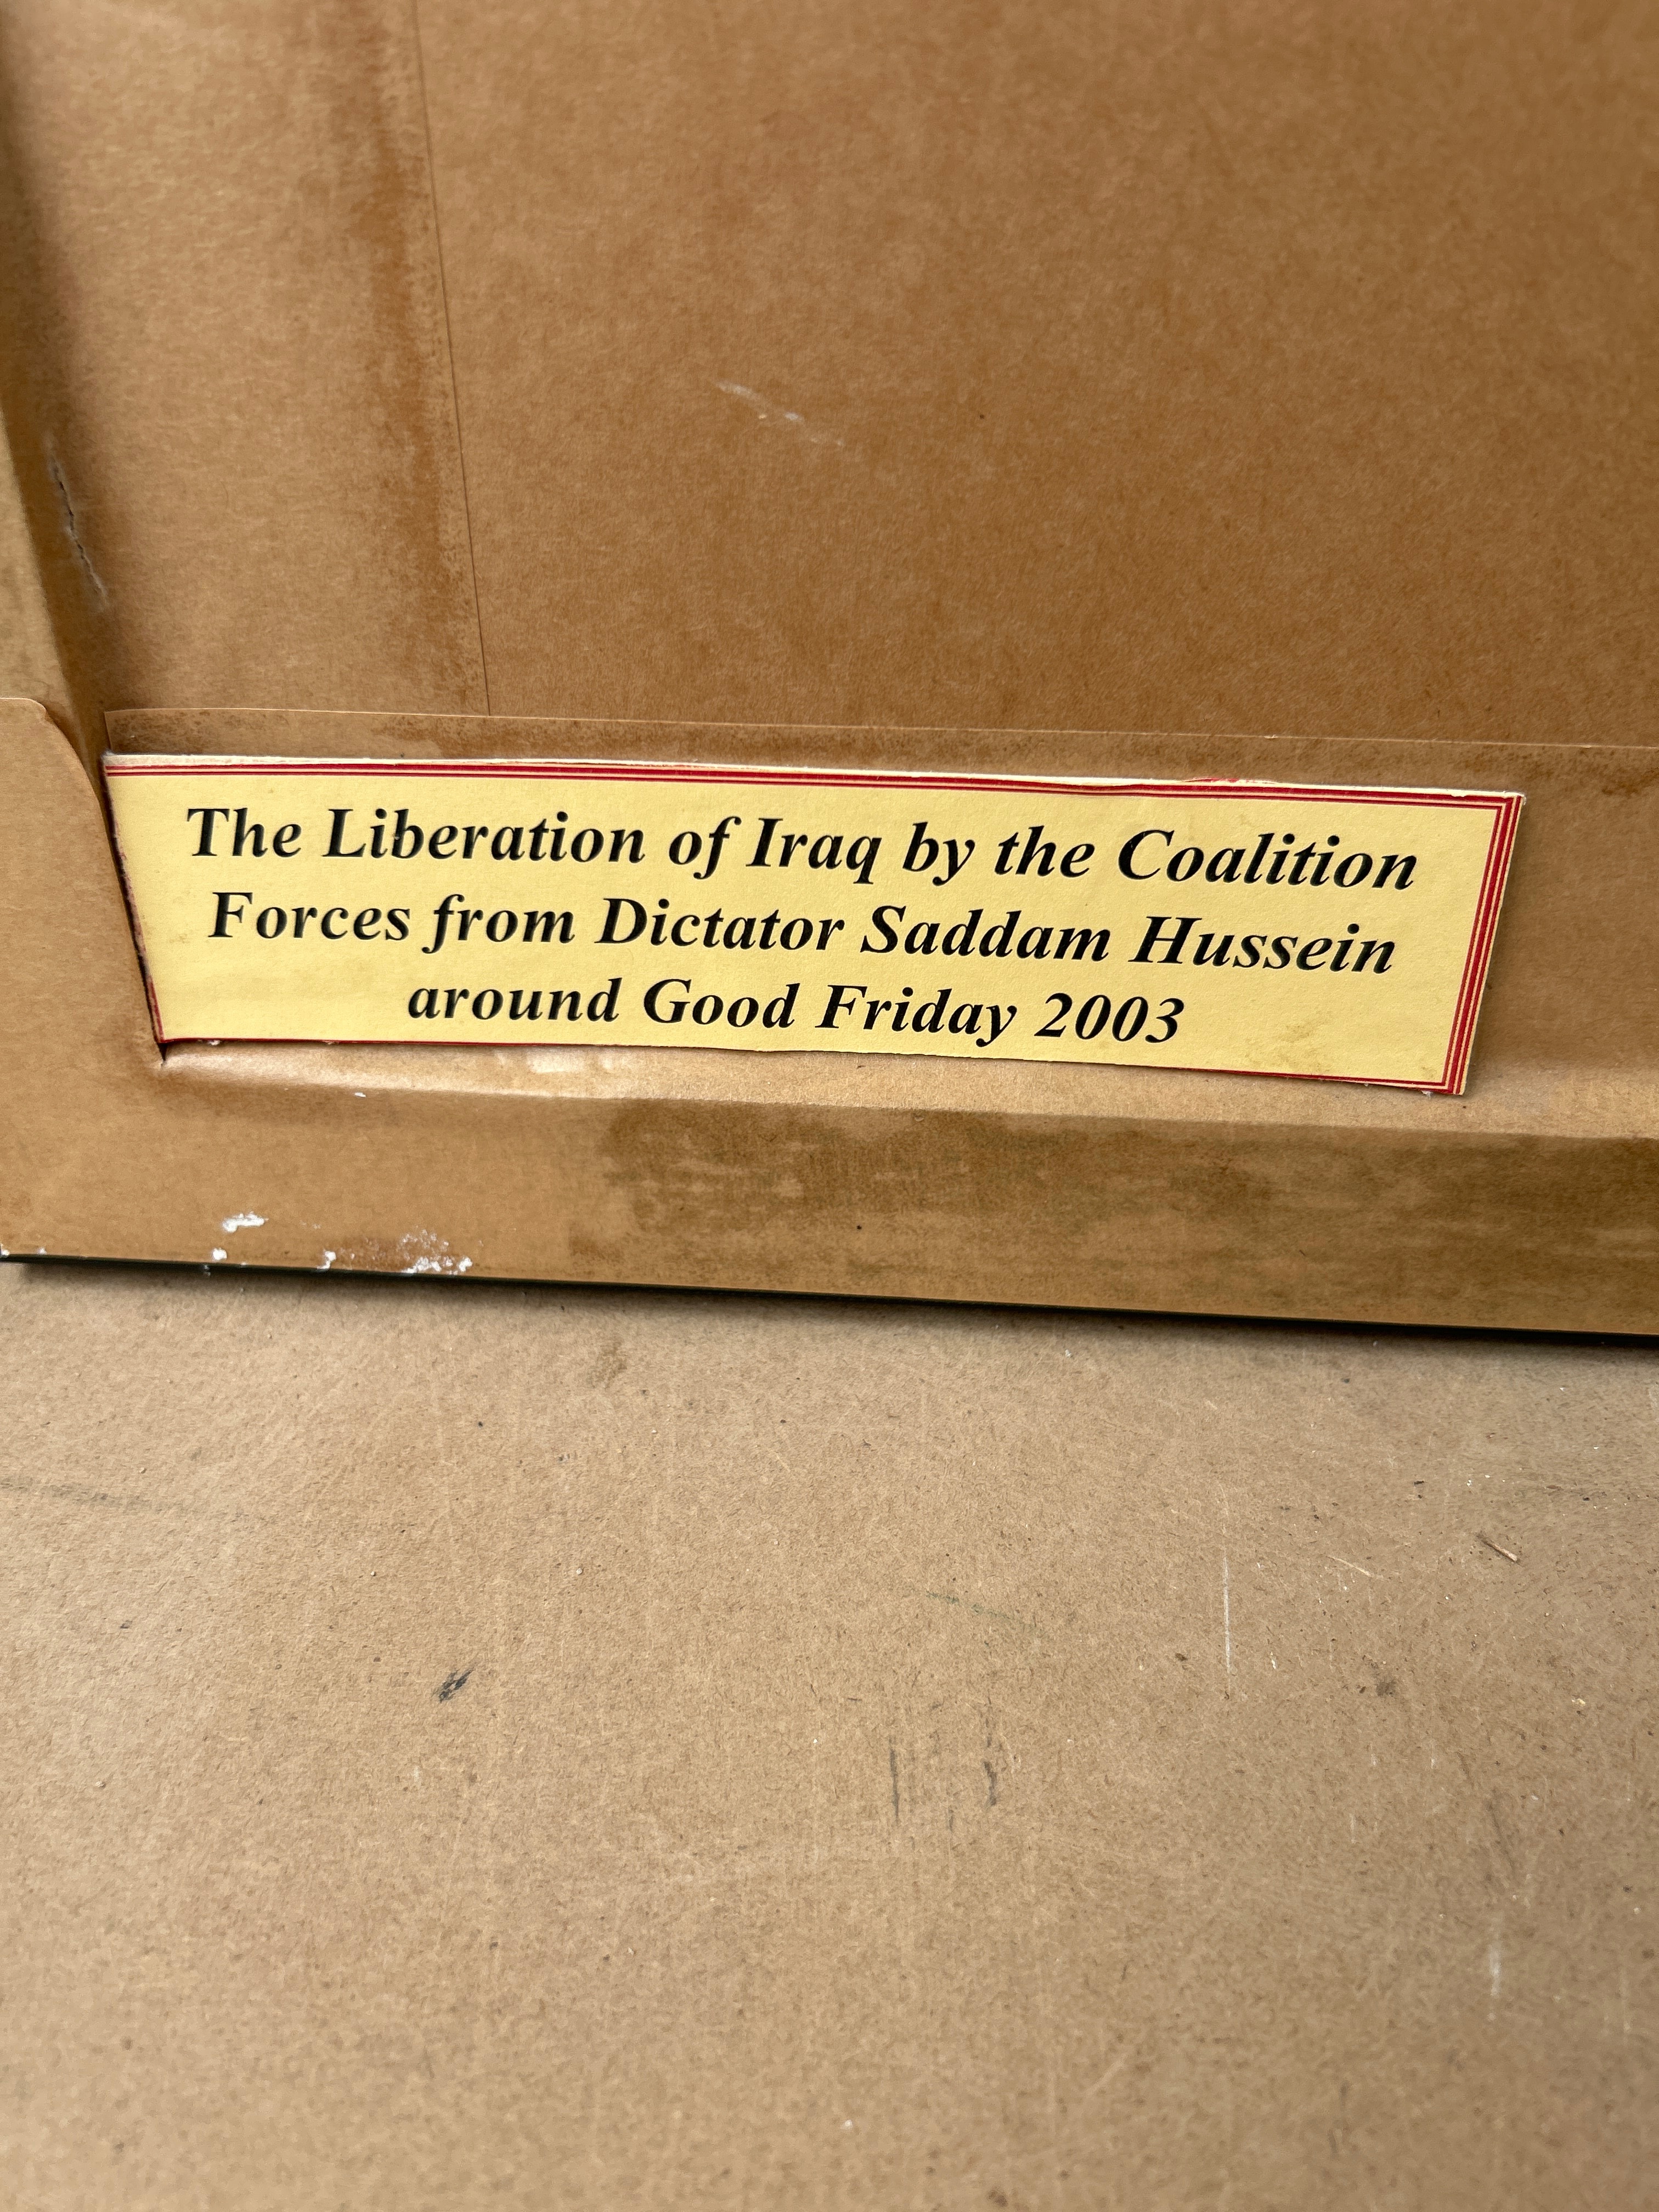 The Liberation of Iraq by the Coalition
Forces from Dictator Saddam Hussein
around Good Friday 2003